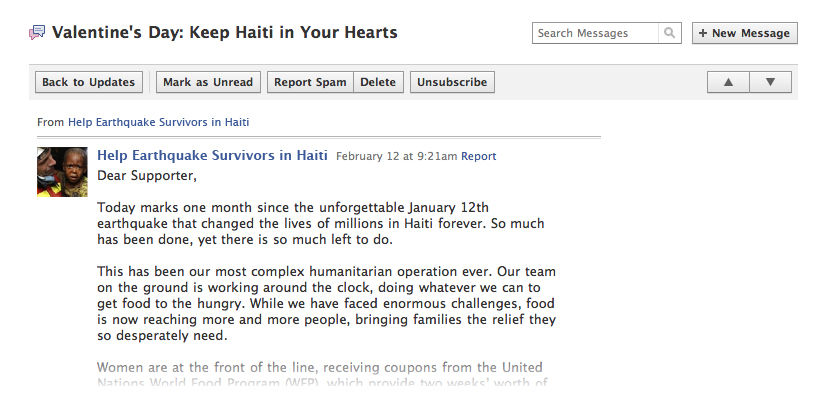 Valentine's Day: Keep Haiti in Your Hearts
Search Messages
+ New Message
Back to Updates
Mark as Unread
Report Spam
Delete
Unsubscribe
From Help Earthquake Survivors in Haiti
Help Earthquake Survivors in Haiti February 12 at 9:21am Report
Dear Supporter,
Today marks one month since the unforgettable January 12th
earthquake that changed the lives of millions in Haiti forever. So much
has been done, yet there is so much left to do.
This has been our most complex humanitarian operation ever. Our team
on the ground is working around the clock, doing whatever we can to
get food to the hungry. While we have faced enormous challenges, food
is now reaching more and more people, bringing families the relief they
so desperately need.
Women are at the front of the line, receiving coupons from the United
Nations World Food Program (WFP), which provide two weeks' worth of